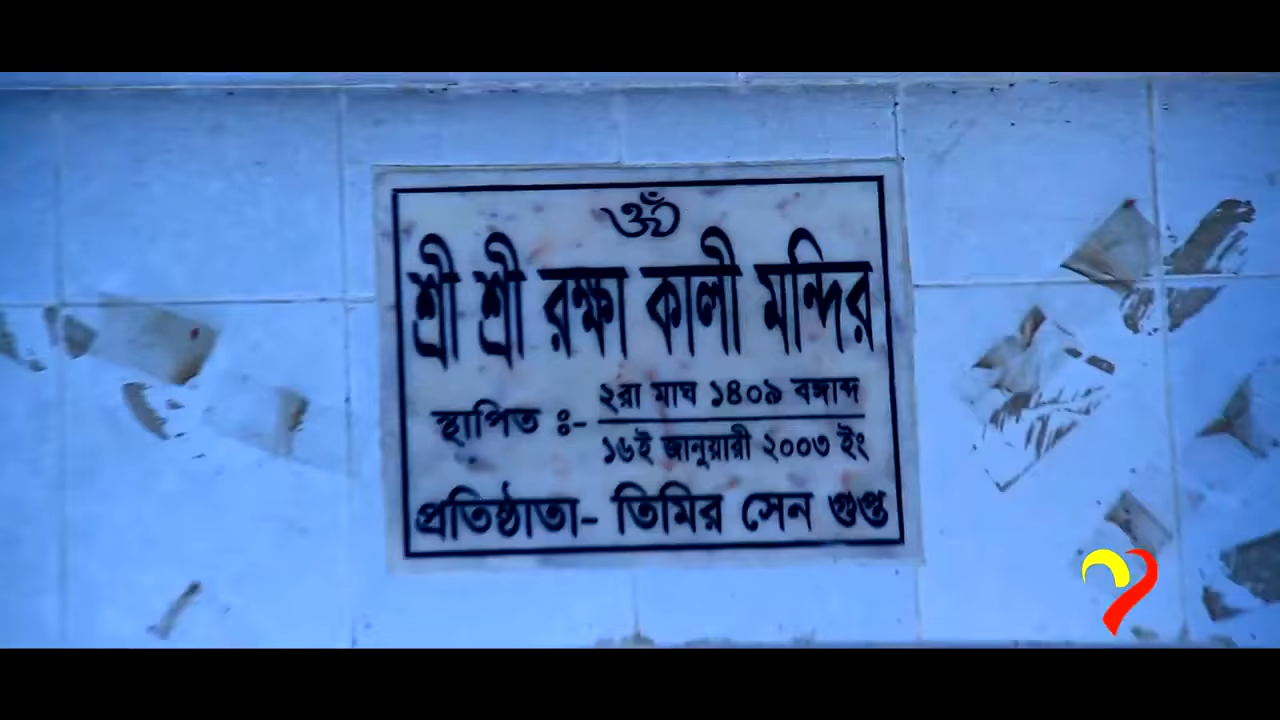 ওঁ
শ্রী শ্রী রক্ষা কালী মন্দির
স্থাপিত ঃ- ২রা মাঘ ১৪০৯ বঙ্গাব্দ
১৬ই জানুয়ারী ২০০৩ ইং
প্রতিষ্ঠাতা- তিমির সেন গুপ্ত